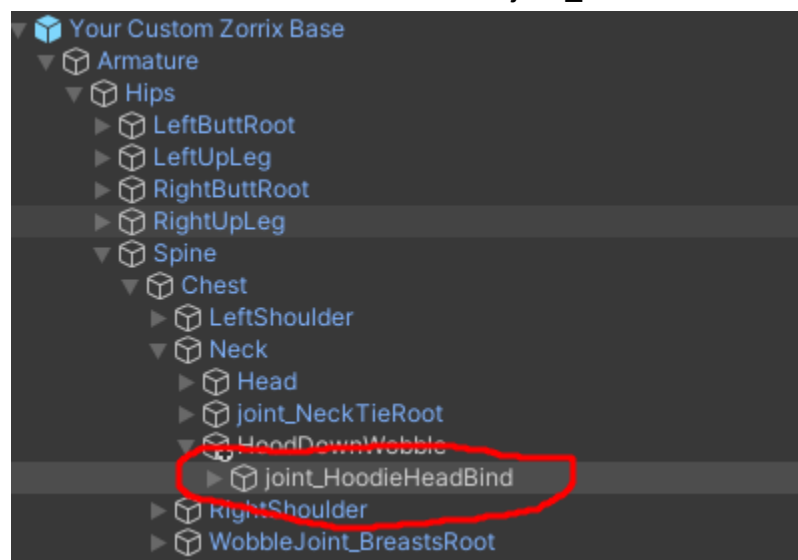 Your Custom Zorrix Base
Armature
Hips
LeftButtRoot
LeftUpLeg
RightButtRoot
RightUpLeg
Spine
Chest
LeftShoulder
Neck
Head
joint_NeckTieRoot
HoodDownWobble
joint_HoodieHeadBind
RightShoulder
WobbleJoint_BreastsRoot